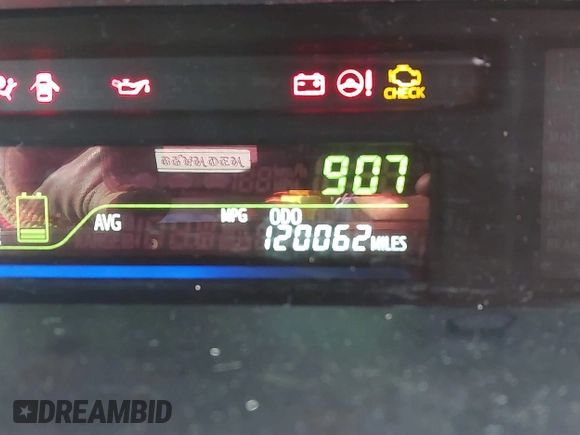 CHECK
907
AVG MPG ODO
120062 MILES
DREAMBID